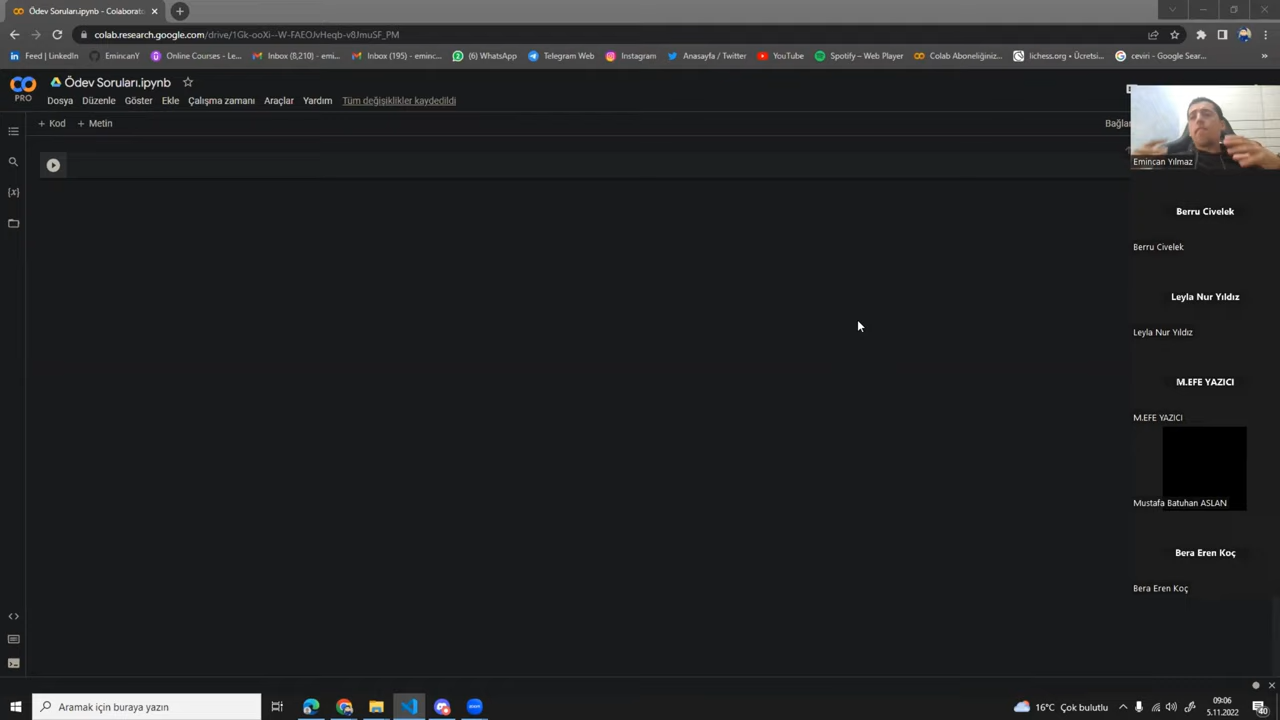 Ödev Soruları.ipynb - Colaborato
colab.research.google.com/drive/1Gk-ooXi--W-FAEOJvHeqb-v8JmuSF_PM
Feed | LinkedIn
EmincanY
Online Courses - Le...
Inbox (8,210) - emi...
Inbox (195) - eminc...
(2) WhatsApp
Telegram Web
Instagram
Anasayfa / Twitter
YouTube
Spotify – Web Player
Colab Aboneliğiniz...
lichess.org • Ücretsi...
ceviri - Google Sear...
PRO
Ödev Soruları.ipynb
Dosya Düzenle Göster Ekle Çalışma zamanı Araçlar Yardım Tüm değişiklikler kaydedildi
+ Kod + Metin
Bağlan
{x}
Emincan Yılmaz
Berru Civelek
Berru Civelek
Leyla Nur Yıldız
Leyla Nur Yıldız
M.EFE YAZICI
M.EFE YAZICI
Mustafa Batuhan ASLAN
Bera Eren Koç
Bera Eren Koç
Aramak için buraya yazın
16°C Çok bulutlu
09:06
5.11.2022
40
zoom